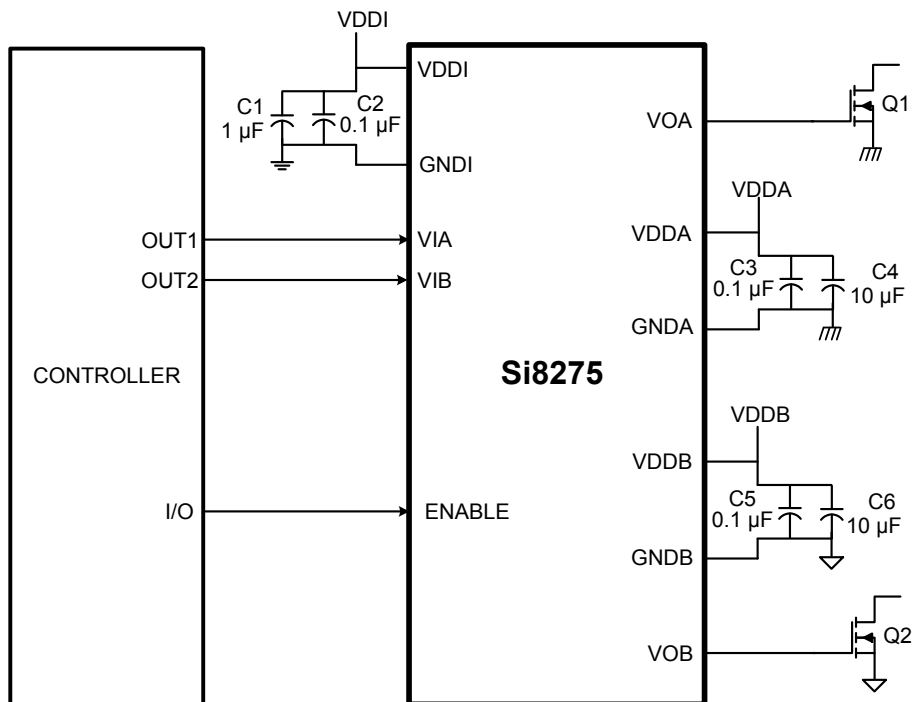 VDDI
VDDI
C1
1 µF
C2
0.1 µF
GNDI
OUT1
VIA
OUT2
VIB
CONTROLLER
I/O
ENABLE
Si8275
VOA
Q1
VDDA
VDDA
C3
0.1 µF
C4
10 µF
GNDA
VDDB
VDDB
C5
0.1 µF
C6
10 µF
GNDB
VOB
Q2